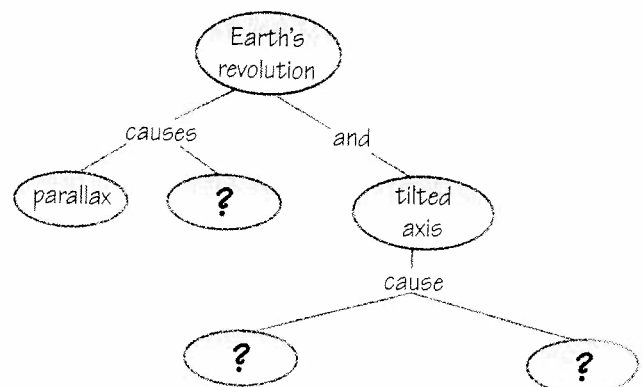 Earth's
revolution
causes
and
parallax
?
tilted
axis
cause
?
?